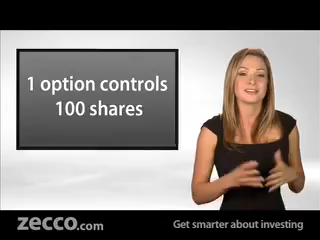 1 option controls
100 shares
zecco.com
Get smarter about investing